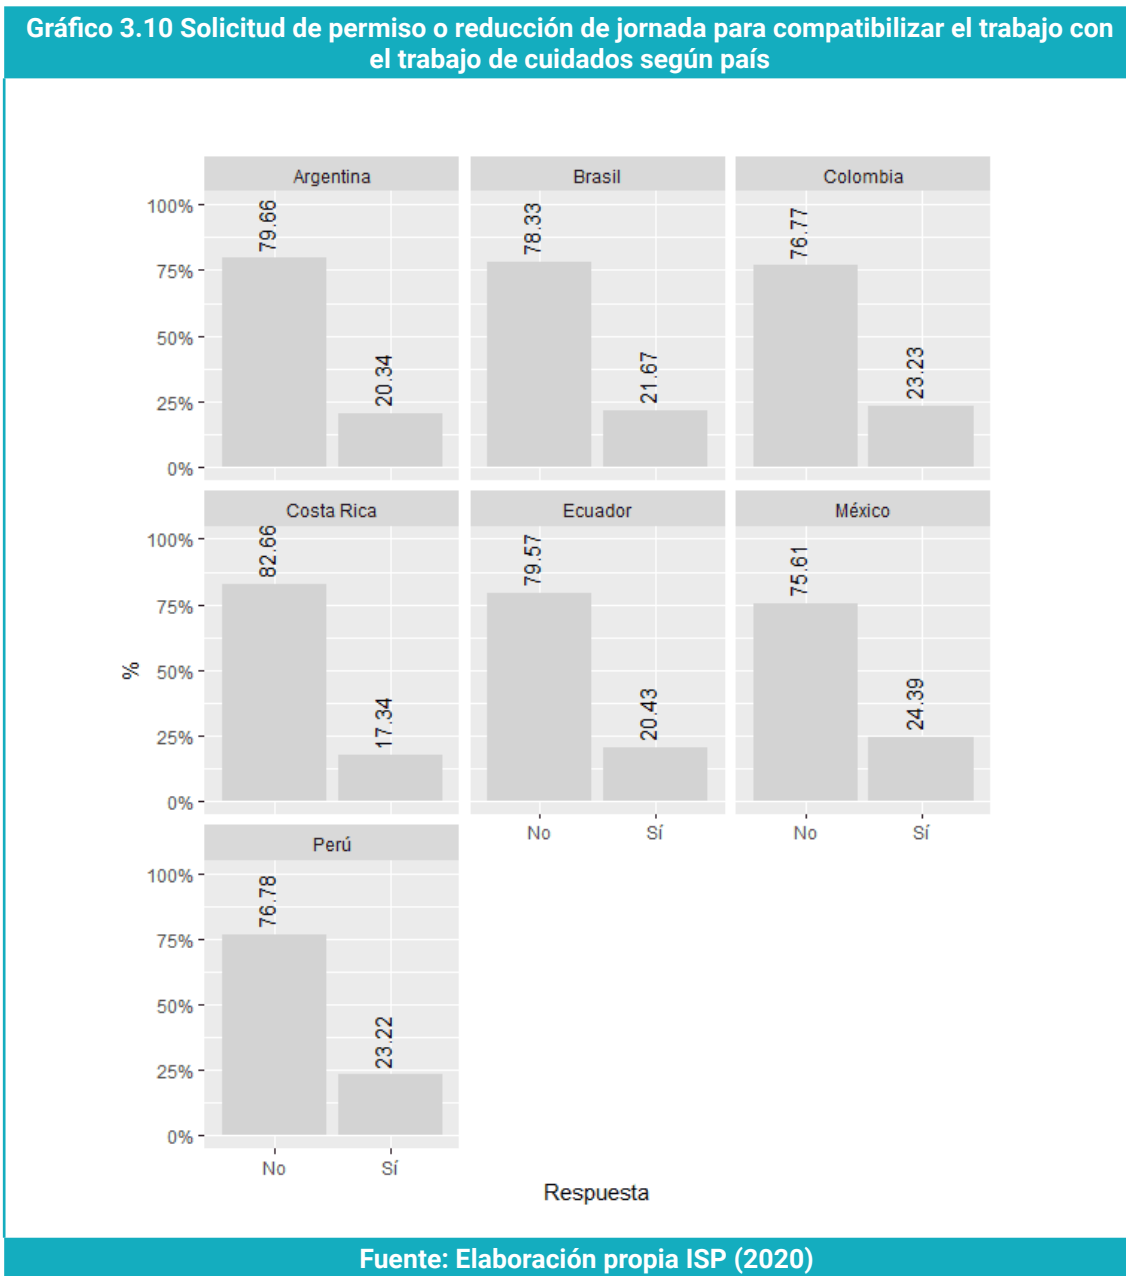 Gráfico 3.10 Solicitud de permiso o reducción de jornada para compatibilizar el trabajo con
el trabajo de cuidados según país
Argentina
Brasil
Colombia
100%
75%
50%
25%
0%
79.66
20.34
78.33
21.67
76.77
23.23
Costa Rica
Ecuador
México
%
100%
75%
50%
25%
0%
82.66
17.34
79.57
20.43
75.61
24.39
No
Sí
No
Sí
Perú
100%
75%
50%
25%
0%
76.78
23.22
No
Sí
Respuesta
Fuente: Elaboración propia ISP (2020)